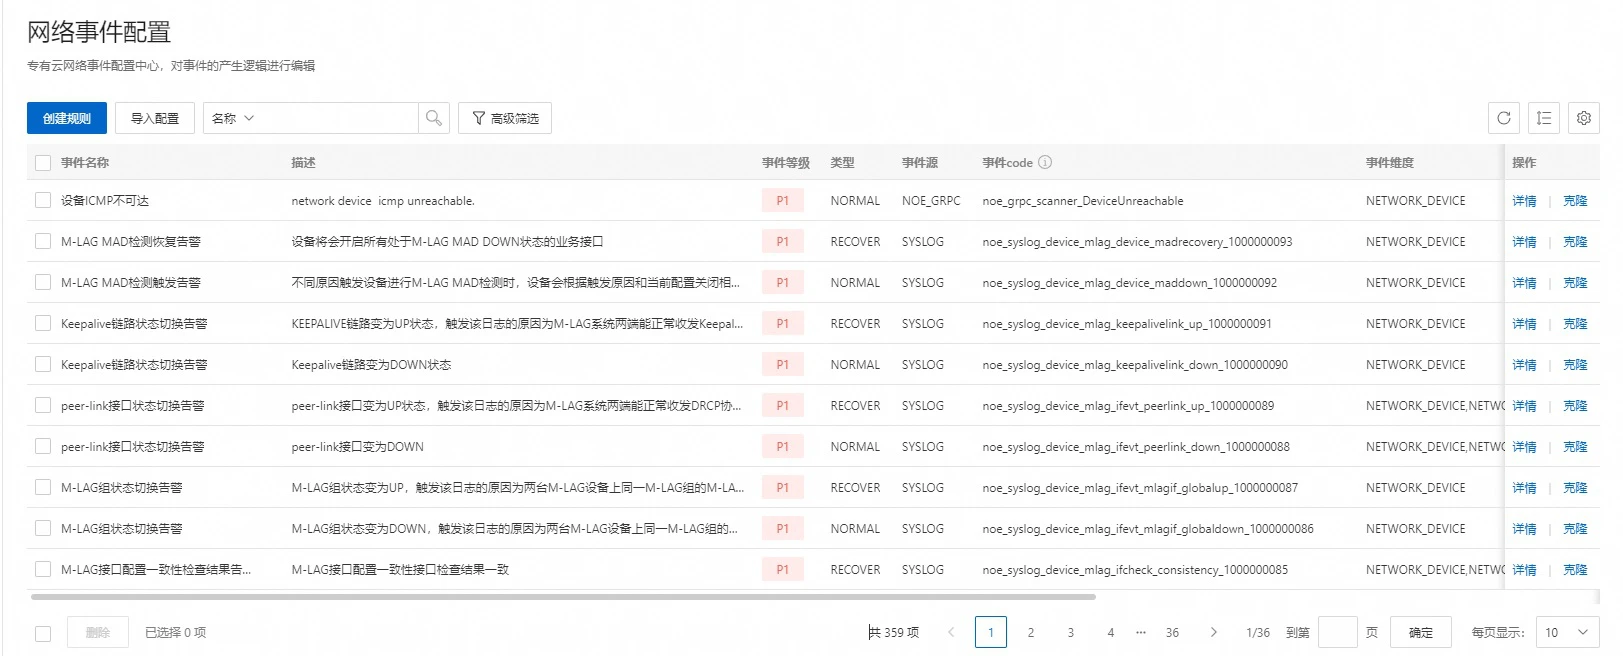 网络事件配置
专有云网络事件配置中心，对事件的产生逻辑进行编辑
创建规则 导入配置 名称 高级筛选
事件名称 描述 事件等级 类型 事件源 事件code 事件维度 操作
设备ICMP不可达 network device icmp unreachable. P1 NORMAL NOE_GRPC noe_grpc_scanner_DeviceUnreachable NETWORK_DEVICE 详情 | 克隆
M-LAG MAD检测恢复告警 设备将会开启所有处于M-LAG MAD DOWN状态的业务接口 P1 RECOVER SYSLOG noe_syslog_device_mlag_device_madrecovery_1000000093 NETWORK_DEVICE 详情 | 克隆
M-LAG MAD检测触发告警 不同原因触发设备进行M-LAG MAD检测时，设备会根据触发原因和当前配置关闭相... P1 NORMAL SYSLOG noe_syslog_device_mlag_device_maddown_1000000092 NETWORK_DEVICE 详情 | 克隆
Keepalive链路状态切换告警 KEEPALIVE链路变为UP状态，触发该日志的原因为M-LAG系统两端能正常收发Keepal... P1 RECOVER SYSLOG noe_syslog_device_mlag_keepalivelink_up_1000000091 NETWORK_DEVICE 详情 | 克隆
Keepalive链路状态切换告警 Keepalive链路变为DOWN状态 P1 NORMAL SYSLOG noe_syslog_device_mlag_keepalivelink_down_1000000090 NETWORK_DEVICE 详情 | 克隆
peer-link接口状态切换告警 peer-link接口变为UP状态，触发该日志的原因为M-LAG系统两端能正常收发DRCP协... P1 RECOVER SYSLOG noe_syslog_device_mlag_ifevt_peerlink_up_1000000089 NETWORK_DEVICE,NETWO 详情 | 克隆
peer-link接口状态切换告警 peer-link接口变为DOWN P1 NORMAL SYSLOG noe_syslog_device_mlag_ifevt_peerlink_down_1000000088 NETWORK_DEVICE,NETWO 详情 | 克隆
M-LAG组状态切换告警 M-LAG组状态变为UP，触发该日志的原因为两台M-LAG设备上同一M-LAG组的M-LA... P1 RECOVER SYSLOG noe_syslog_device_mlag_ifevt_mlagif_globalup_1000000087 NETWORK_DEVICE 详情 | 克隆
M-LAG组状态切换告警 M-LAG组状态变为DOWN，触发该日志的原因为两台M-LAG设备上同一M-LAG组的... P1 NORMAL SYSLOG noe_syslog_device_mlag_ifevt_mlagif_globaldown_1000000086 NETWORK_DEVICE 详情 | 克隆
M-LAG接口配置一致性检查结果告... M-LAG接口配置一致性接口检查结果一致 P1 RECOVER SYSLOG noe_syslog_device_mlag_ifcheck_consistency_1000000085 NETWORK_DEVICE,NETWO 详情 | 克隆
删除 已选择 0 项 共 359 项 < 1 2 3 4 ··· 36 > 1/36 到第 页 确定 每页显示: 10